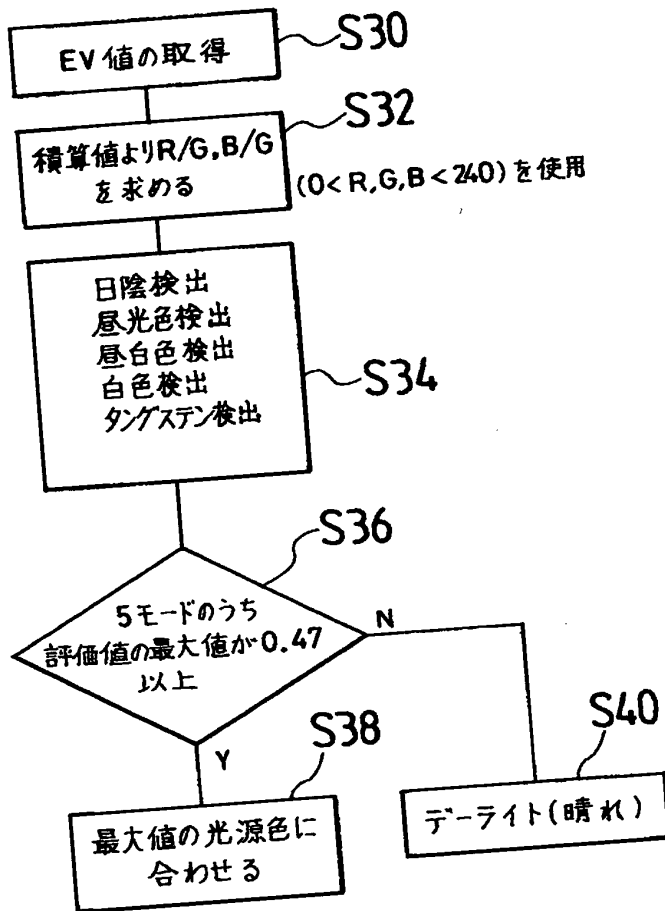 S30
EV値の取得
S32
積算値よりR/G,B/G
を求める
(0<R,G,B<240)を使用
日陰検出
昼光色検出
昼白色検出
白色検出
タングステン検出
S34
S36
5モードのうち
評価値の最大値が0.47
以上
N
Y
S38
最大値の光源色に
合わせる
S40
デーライト(晴れ)